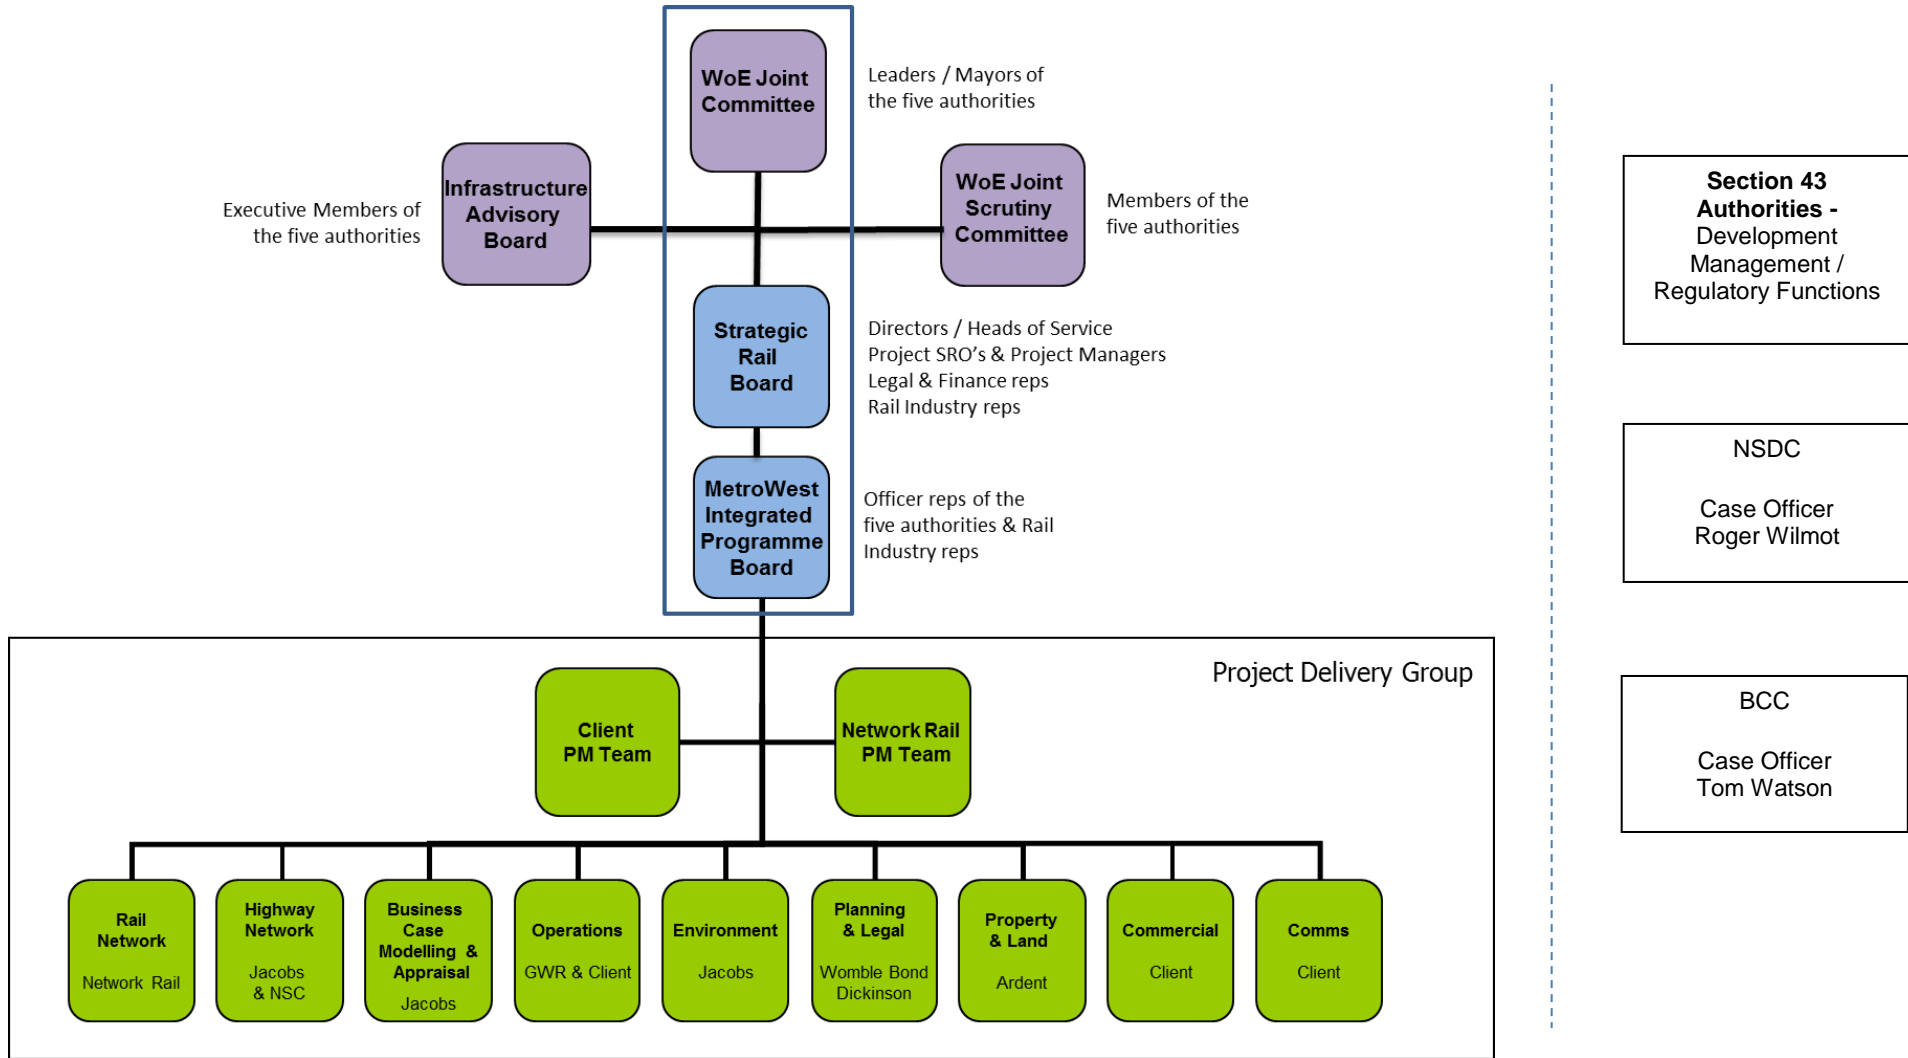 WoE Joint
Committee
Leaders / Mayors of
the five authorities
Infrastructure
Advisory
Board
Executive Members of
the five authorities
WoE Joint
Scrutiny
Committee
Members of the
five authorities
Strategic
Rail
Board
Directors / Heads of Service
Project SRO's & Project Managers
Legal & Finance reps
Rail Industry reps
MetroWest
Integrated
Programme
Board
Officer reps of the
five authorities & Rail
Industry reps
Project Delivery Group
Client
PM Team
Network Rail
PM Team
Rail
Network
Network Rail
Highway
Network
Jacobs
& NSC
Business
Case
Modelling &
Appraisal
Jacobs
Operations
GWR & Client
Environment
Jacobs
Planning
& Legal
Womble Bond
Dickinson
Property
& Land
Ardent
Commercial
Client
Comms
Client
Section 43
Authorities -
Development
Management /
Regulatory Functions
NSDC
Case Officer
Roger Wilmot
BCC
Case Officer
Tom Watson